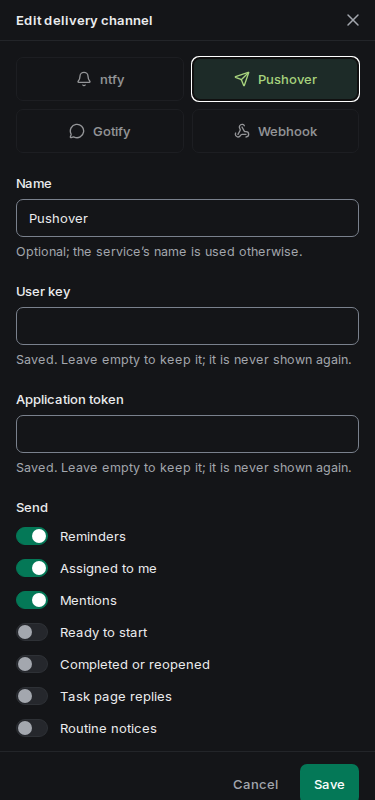 Edit delivery channel
ntfy
Pushover
Gotify
Webhook
Name
Pushover
Optional; the service's name is used otherwise.
User key
Saved. Leave empty to keep it; it is never shown again.
Application token
Saved. Leave empty to keep it; it is never shown again.
Send
Reminders
Assigned to me
Mentions
Ready to start
Completed or reopened
Task page replies
Routine notices
Cancel
Save